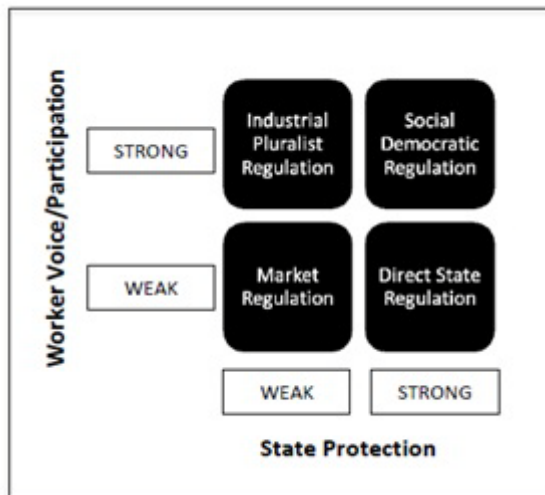 Worker Voice/Participation
STRONG
Industrial
Pluralist
Regulation
Social
Democratic
Regulation
WEAK
Market
Regulation
Direct State
Regulation
WEAK
STRONG
State Protection